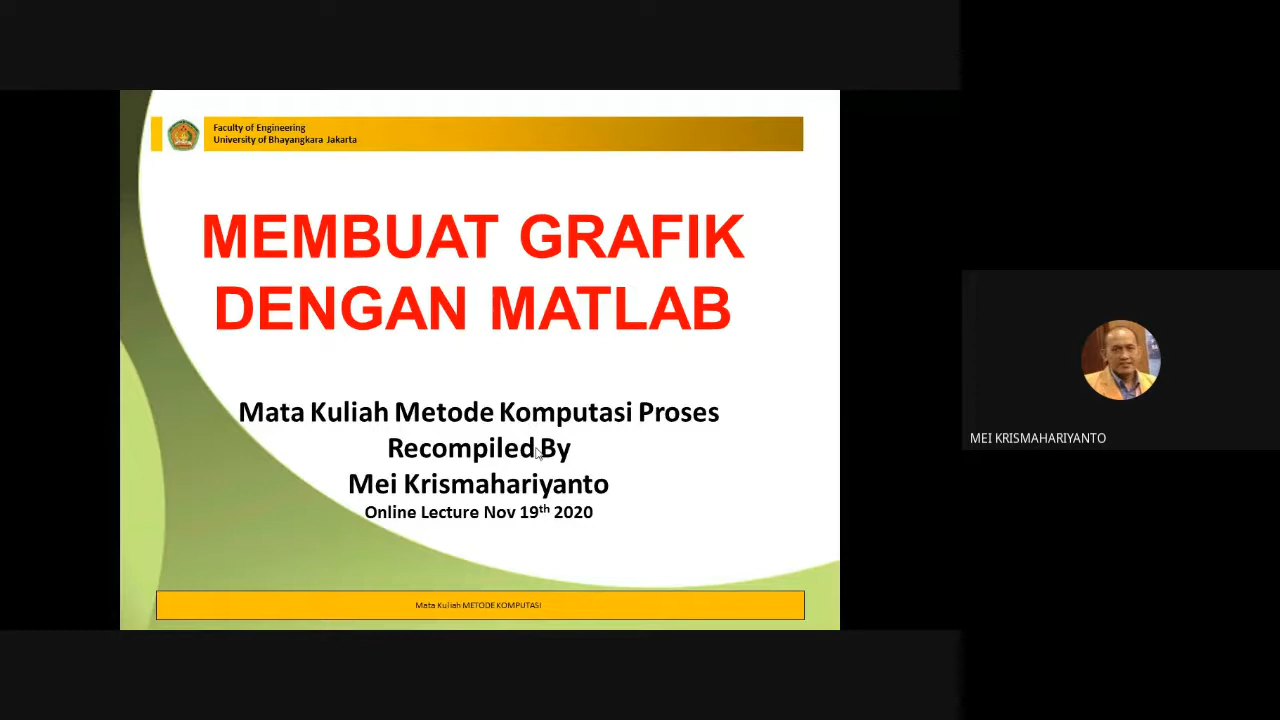 Faculty of Engineering
University of Bhayangkara Jakarta
MEMBUAT GRAFIK
DENGAN MATLAB
Mata Kuliah Metode Komputasi Proses
Recompiled By
Mei Krismahariyanto
Online Lecture Nov 19th 2020
Mata Kuliah METODE KOMPUTASI
MEI KRISMAHARIYANTO